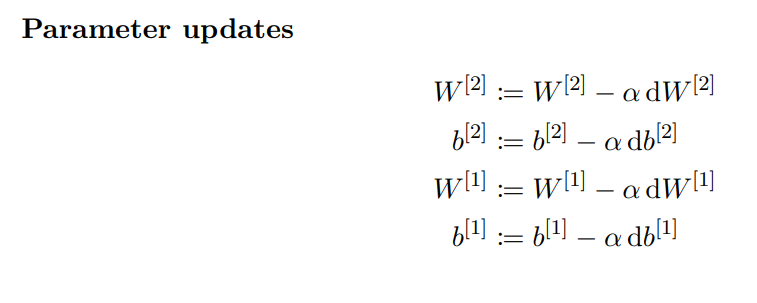 Parameter updates
W^{[2]} := W^{[2]} − α dW^{[2]}
b^{[2]} := b^{[2]} − α db^{[2]}
W^{[1]} := W^{[1]} − α dW^{[1]}
b^{[1]} := b^{[1]} − α db^{[1]}